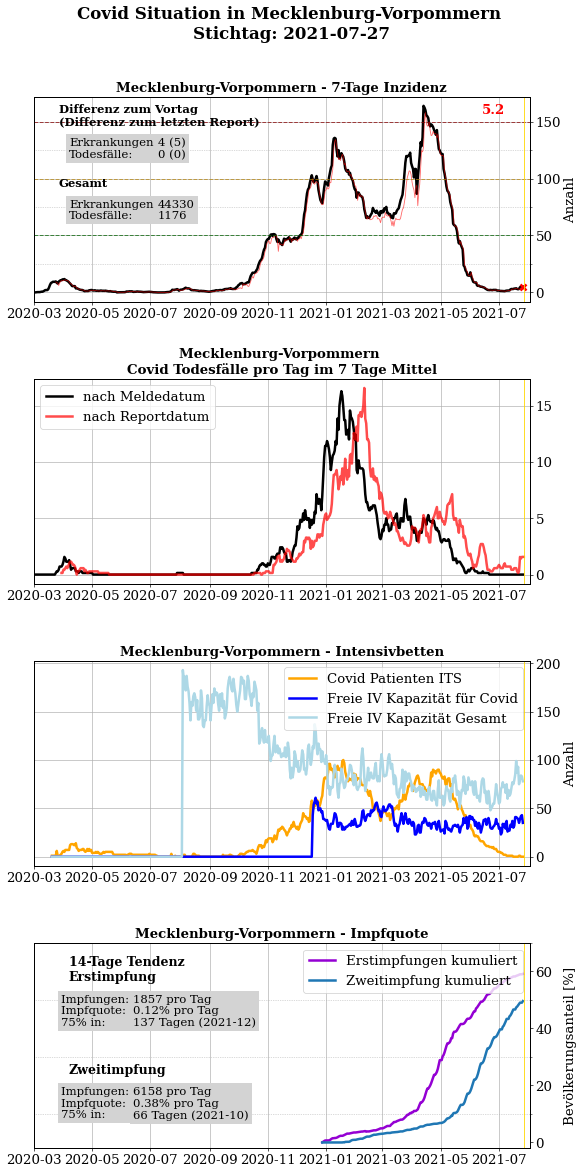 Covid Situation in Mecklenburg-Vorpommern
Stichtag: 2021-07-27
Mecklenburg-Vorpommern - 7-Tage Inzidenz
Differenz zum Vortag
(Differenz zum letzten Report)
Erkrankungen 4 (5)
Todesfälle: 0 (0)
Gesamt
Erkrankungen 44330
Todesfälle: 1176
5.2
150
100
50
0
Anzahl
2020-03 2020-05 2020-07 2020-09 2020-11 2021-01 2021-03 2021-05 2021-07
Mecklenburg-Vorpommern
Covid Todesfälle pro Tag im 7 Tage Mittel
nach Meldedatum
nach Reportdatum
15
10
5
0
2020-03 2020-05 2020-07 2020-09 2020-11 2021-01 2021-03 2021-05 2021-07
Mecklenburg-Vorpommern - Intensivbetten
Covid Patienten ITS
Freie IV Kapazität für Covid
Freie IV Kapazität Gesamt
200
150
100
50
0
Anzahl
2020-03 2020-05 2020-07 2020-09 2020-11 2021-01 2021-03 2021-05 2021-07
Mecklenburg-Vorpommern - Impfquote
14-Tage Tendenz
Erstimpfung
Impfungen: 1857 pro Tag
Impfquote: 0.12% pro Tag
75% in: 137 Tagen (2021-12)
Zweitimpfung
Impfungen: 6158 pro Tag
Impfquote: 0.38% pro Tag
75% in: 66 Tagen (2021-10)
Erstimpfungen kumuliert
Zweitimpfung kumuliert
60
40
20
0
Bevölkerungsanteil [%]
2020-03 2020-05 2020-07 2020-09 2020-11 2021-01 2021-03 2021-05 2021-07